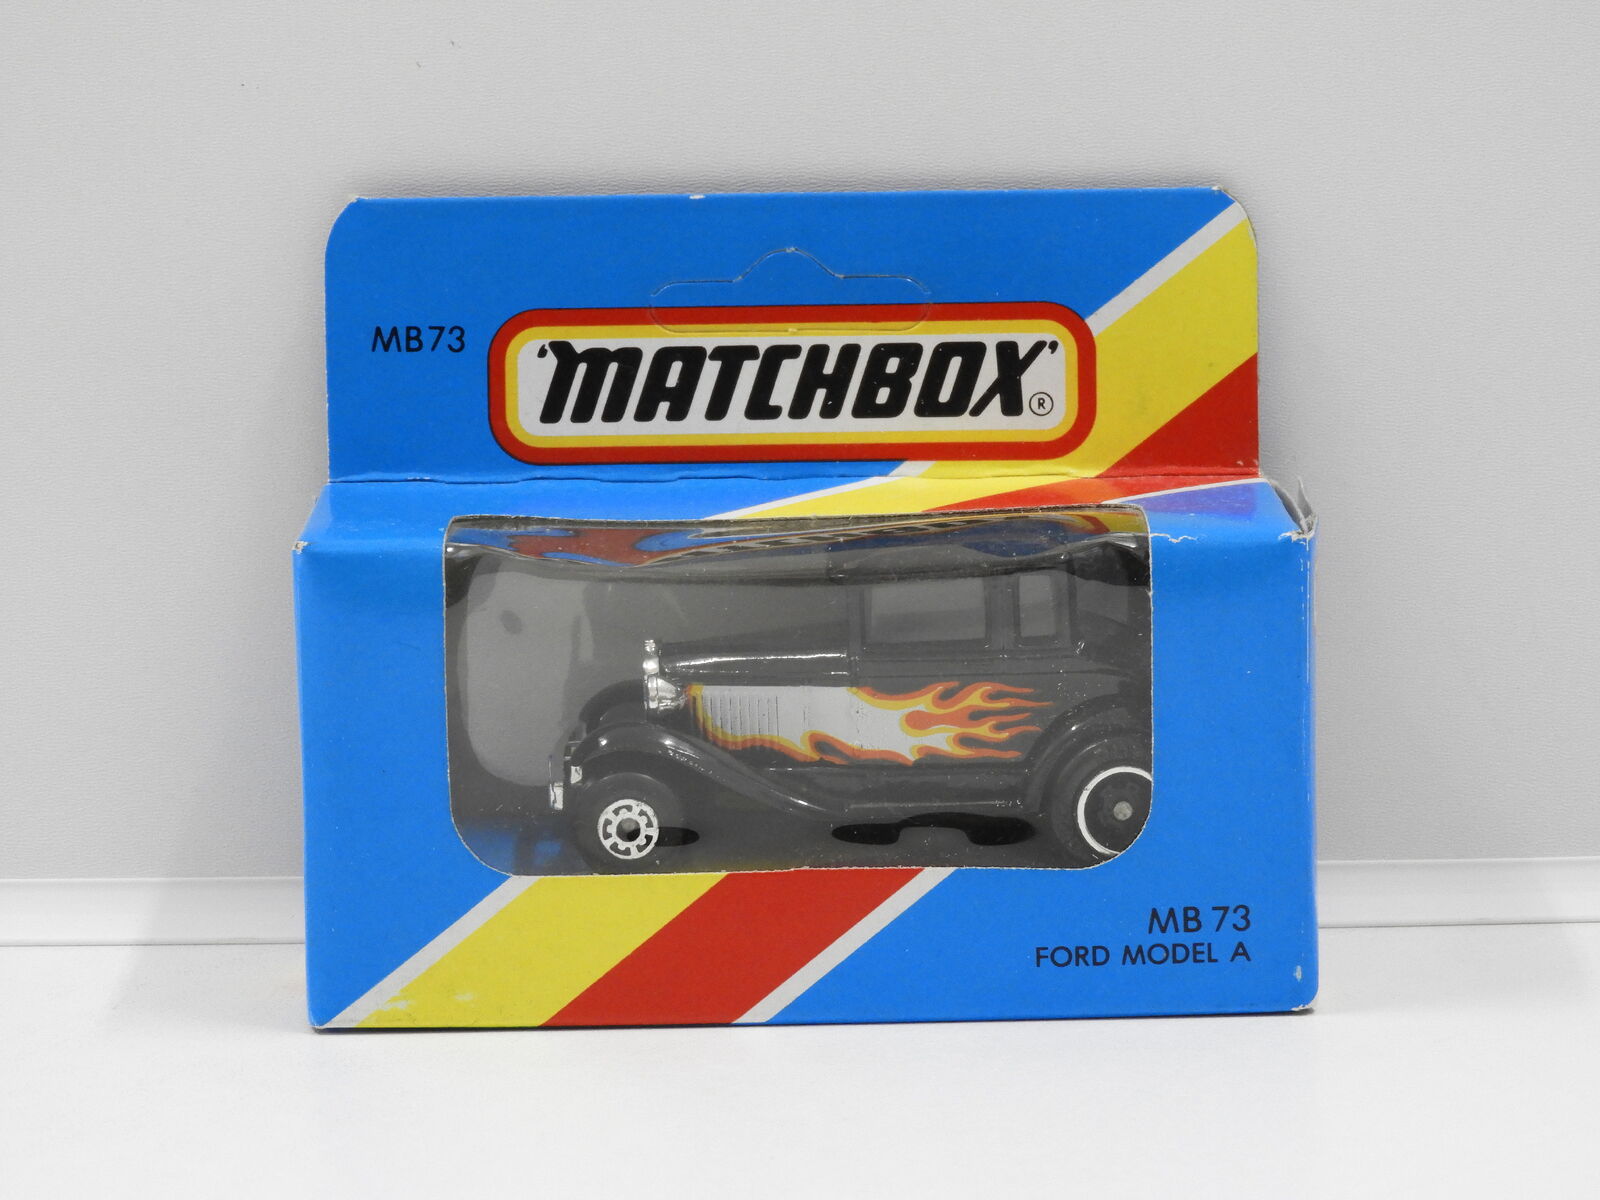 MB73
'MATCHBOX'®
MB 73
FORD MODEL A